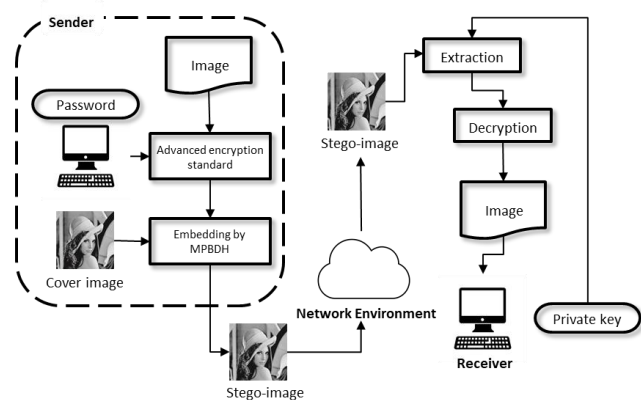 Sender
Image
Password
Advanced encryption
standard
Embedding by
MPBDH
Cover image
Stego-image
Network Environment
Stego-image
Extraction
Decryption
Image
Receiver
Private key